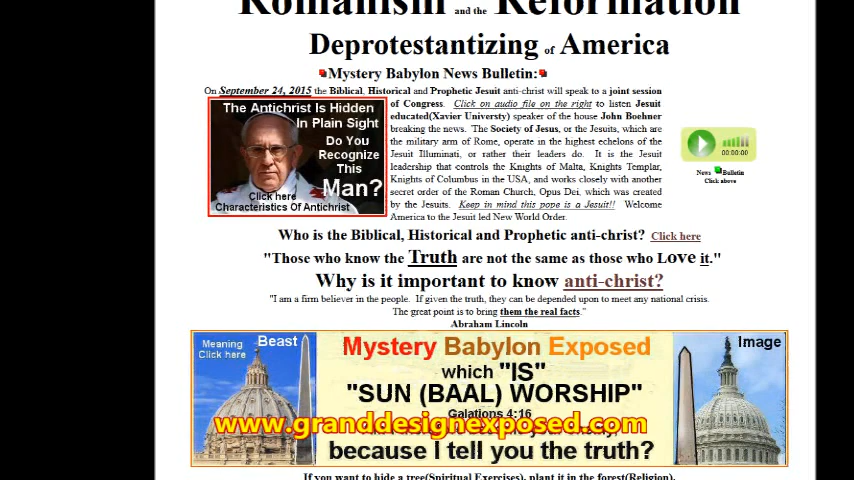 Romanism and the Reformation
Deprotestantizing of America
Mystery Babylon News Bulletin:
On September 24, 2015 the Biblical, Historical and Prophetic Jesuit anti-christ will speak to a joint session
of Congress. Click on audio file on the right to listen Jesuit
educated(Xavier Universty) speaker of the house John Boehner
breaking the news. The Society of Jesus, or the Jesuits, which are
the military arm of Rome, operate in the highest echelons of the
Jesuit Illuminati, or rather their leaders do. It is the Jesuit
leadership that controls the Knights of Malta, Knights Templar,
Knights of Columbus in the USA, and works closely with another
secret order of the Roman Church, Opus Dei, which was created
by the Jesuits. Keep in mind this pope is a Jesuit!! Welcome
America to the Jesuit led New World Order.
The Antichrist Is Hidden
In Plain Sight
Do You
Recognize
This
Man?
Click here
Characteristics Of Antichrist
00:00:00
News Bulletin
Click above
Who is the Biblical, Historical and Prophetic anti-christ? Click here
"Those who know the Truth are not the same as those who Love it."
Why is it important to know anti-christ?
"I am a firm believer in the people. If given the truth, they can be depended upon to meet any national crisis.
The great point is to bring them the real facts."
Abraham Lincoln
Meaning
Click here
Beast
Mystery Babylon Exposed
which "IS"
"SUN (BAAL) WORSHIP"
Galations 4:16
www.granddesignexposed.com
because I tell you the truth?
Image
If you want to hide a tree(Spiritual Exercises), plant it in the forest(Religion).